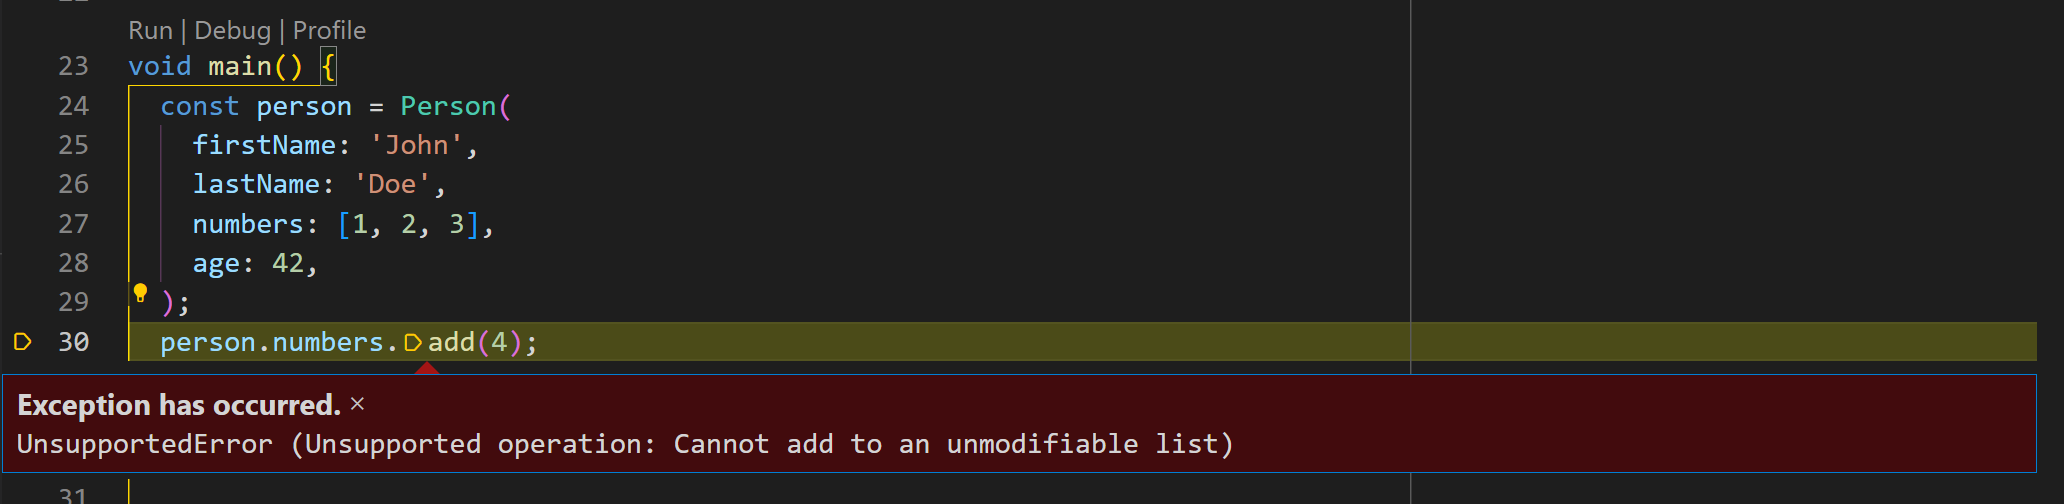 Run | Debug | Profile
23 void main() {
24 const person = Person(
25 firstName: 'John',
26 lastName: 'Doe',
27 numbers: [1, 2, 3],
28 age: 42,
29 );
30 person.numbers.add(4);
Exception has occurred. ×
UnsupportedError (Unsupported operation: Cannot add to an unmodifiable list)
31